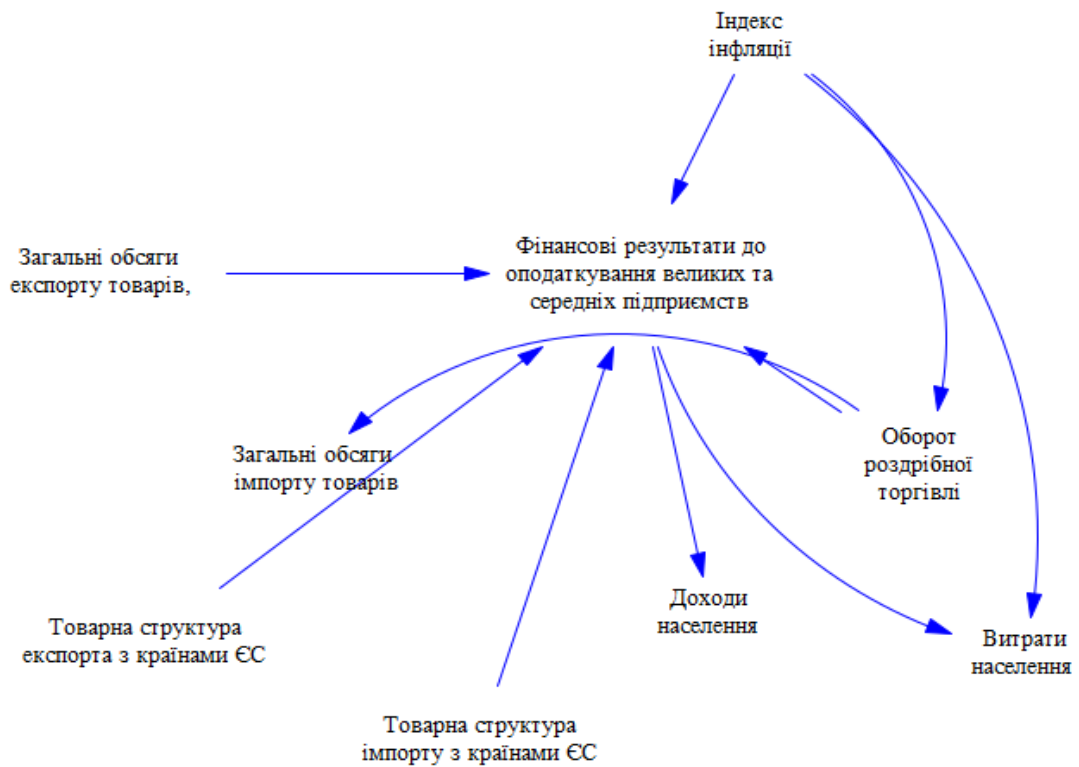 Індекс
інфляції
Загальні обсяги
експорту товарів,
Фінансові результати до
оподаткування великих та
середніх підприємств
Загальні обсяги
імпорту товарів
Оборот
роздрібної
торгівлі
Доходи
населення
Товарна структура
експорта з країнами ЄС
Витрати
населення
Товарна структура
імпорту з країнами ЄС